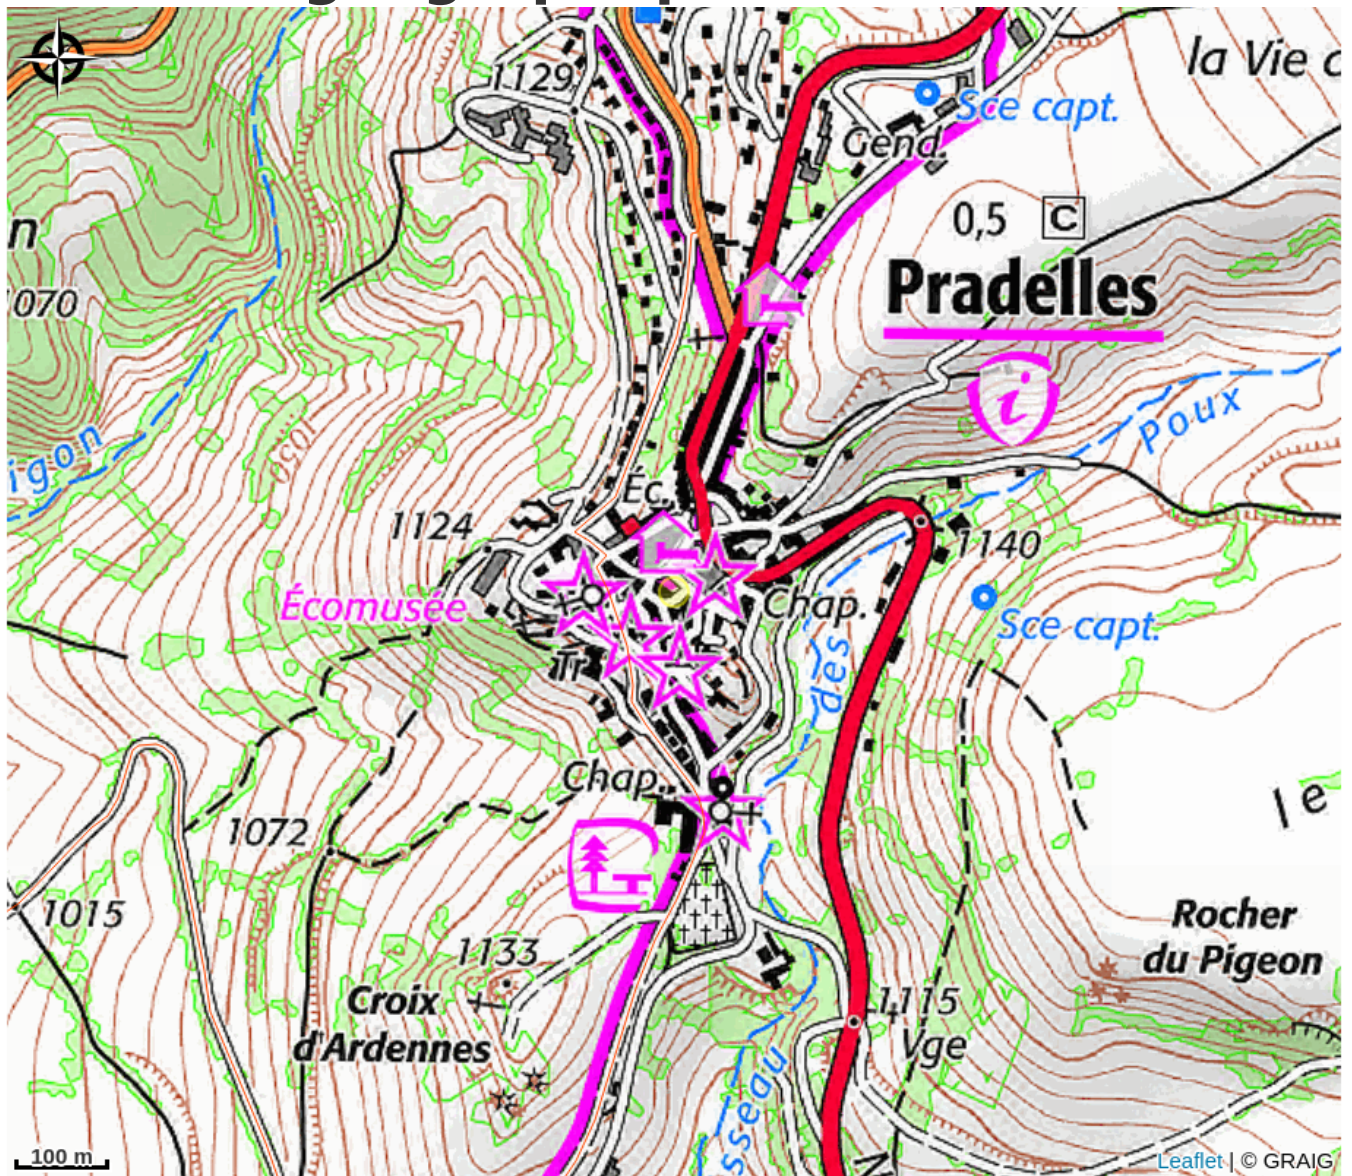 1129
la Vie
Sce capt.
Gend.
0,5 C
n
1070
Pradelles
i
Poux
1050
igon
Éc.
1124
1140
Écomusée
Chap.
Sce capt.
Tr
des
Chap.
le
1072
1015
Rocher
du Pigeon
1133
Croix
d'Ardennes
1115
Vge
sseau
100 m
Leaflet | © GRAIG